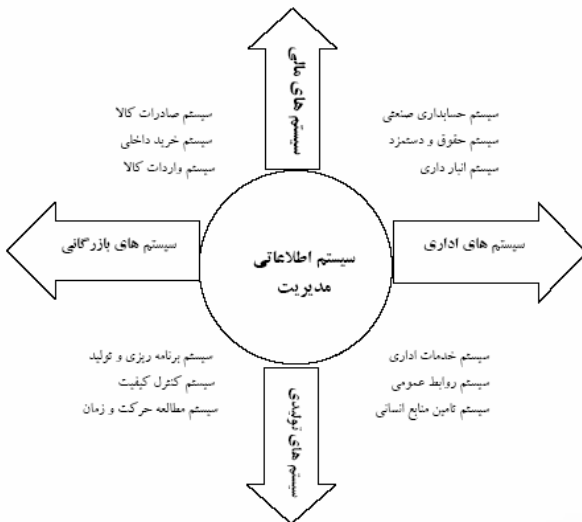 سیستم های مالی
سیستم حسابداری صنعتی
سیستم حقوق و دستمزد
سیستم انبار داری
سیستم صادرات کالا
سیستم خرید داخلی
سیستم واردات کالا
سیستم های اداری
سیستم اطلاعاتی
مدیریت
سیستم های بازرگانی
سیستم خدمات اداری
سیستم روابط عمومی
سیستم تامین منابع انسانی
سیستم برنامه ریزی و تولید
سیستم کنترل کیفیت
سیستم مطالعه حرکت و زمان
سیستم های تولیدی